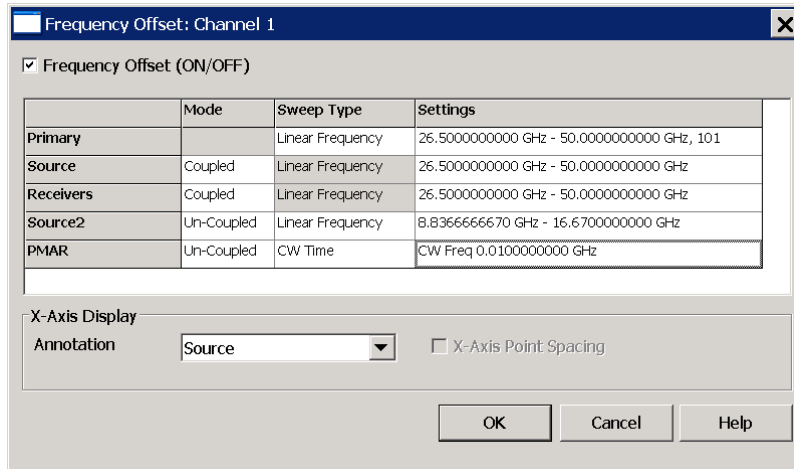 Frequency Offset: Channel 1
Frequency Offset (ON/OFF)
Mode Sweep Type Settings
Primary Linear Frequency 26.5000000000 GHz - 50.0000000000 GHz, 101
Source Coupled Linear Frequency 26.5000000000 GHz - 50.0000000000 GHz
Receivers Coupled Linear Frequency 26.5000000000 GHz - 50.0000000000 GHz
Source2 Un-Coupled Linear Frequency 8.8366666670 GHz - 16.6700000000 GHz
PMAR Un-Coupled CW Time CW Freq 0.0100000000 GHz
X-Axis Display
Annotation Source X-Axis Point Spacing
OK Cancel Help